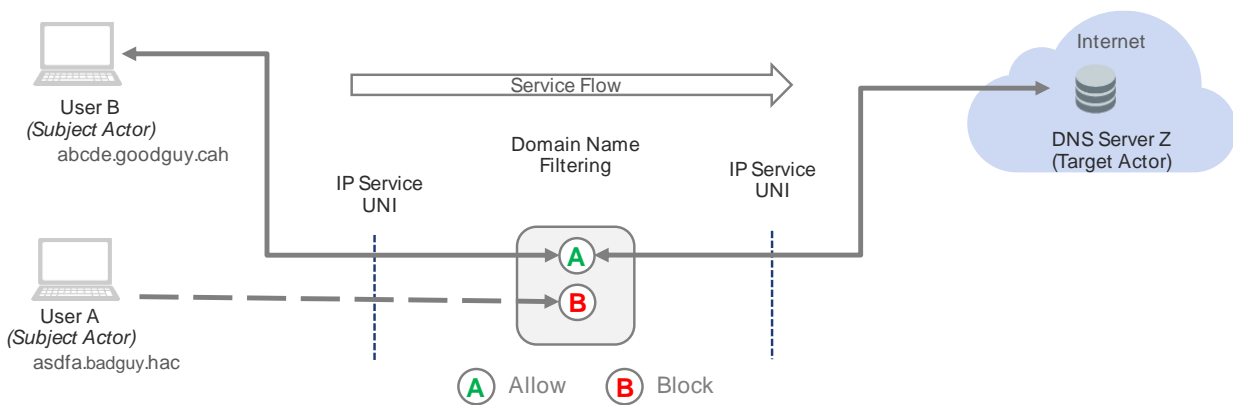 Internet
Service Flow
User B
(Subject Actor)
abcde.goodguy.cah
DNS Server Z
(Target Actor)
Domain Name
Filtering
IP Service
UNI
IP Service
UNI
A
B
User A
(Subject Actor)
asdfa.badguy.hac
A Allow B Block